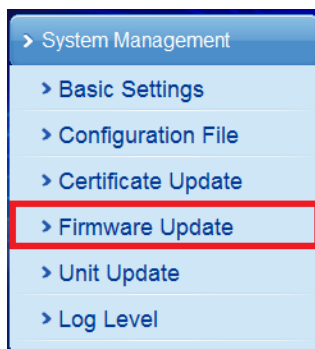 System Management
Basic Settings
Configuration File
Certificate Update
Firmware Update
Unit Update
Log Level